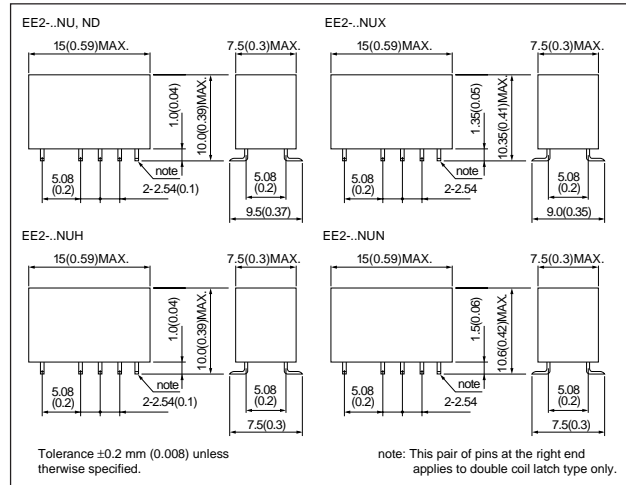 EE2-..NU, ND
15(0.59)MAX.
7.5(0.3)MAX.
1.0(0.04)
10.0(0.39)MAX.
note
5.08
(0.2)
2-2.54(0.1)
5.08
(0.2)
9.5(0.37)
EE2-..NUX
15(0.59)MAX.
7.5(0.3)MAX.
1.35(0.05)
10.35(0.41)MAX.
note
5.08
(0.2)
2-2.54
5.08
(0.2)
9.0(0.35)
EE2-..NUH
15(0.59)MAX.
7.5(0.3)MAX.
1.0(0.04)
10.0(0.39)MAX.
note
5.08
(0.2)
2-2.54(0.1)
5.08
(0.2)
7.5(0.3)
EE2-..NUN
15(0.59)MAX.
7.5(0.3)MAX.
1.5(0.06)
10.6(0.42)MAX.
note
5.08
(0.2)
2-2.54
5.08
(0.2)
7.5(0.3)
Tolerance ±0.2 mm (0.008) unless
therwise specified.
note: This pair of pins at the right end
applies to double coil latch type only.